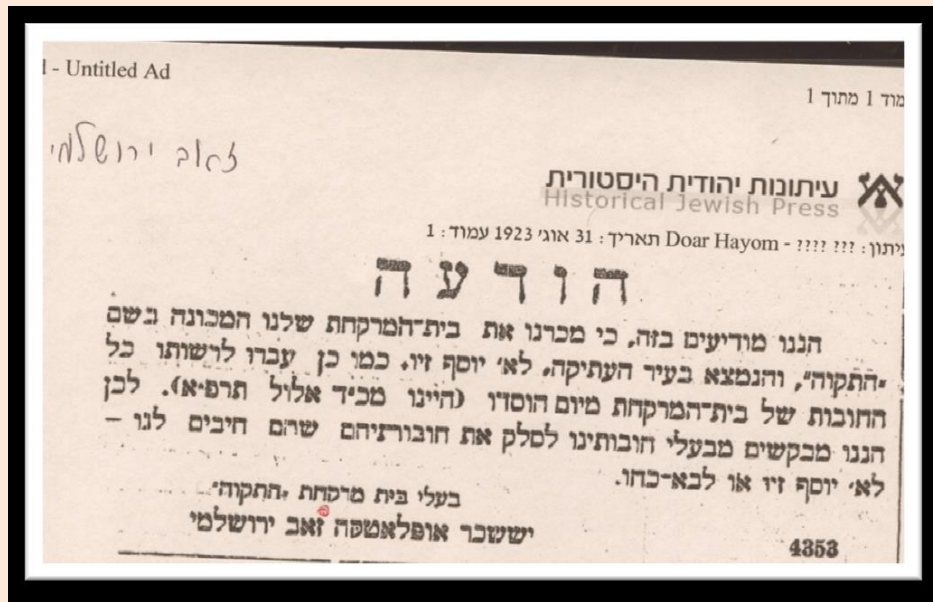 d - Untitled Ad
עמוד 1 מתוך 1
זאב ירושלמי
עיתונות יהודית היסטורית
Historical Jewish Press
עיתון: ??? ???? - Doar Hayom תאריך: 31 אוג' 1923 עמוד: 1
הודעה
הננו מודיעים בזה, כי מכרנו את בית־המרקחת שלנו המכונה בשם
„התקוה", והנמצא בעיר העתיקה, לא' יוסף זיו, כמו כן עברו לרשותו כל
החובות של בית־המרקחת מיום הוסדו (היינו מכ"ד אלול תרפ"א). לכן
הננו מבקשים מבעלי חובותינו לסלק את חובותיהם שהם חיבים לנו –
לא' יוסף זיו או לבא־כחו.
בעלי בית מרקחת „התקוה"
יששכר אופלאטקה זאב ירושלמי
4353